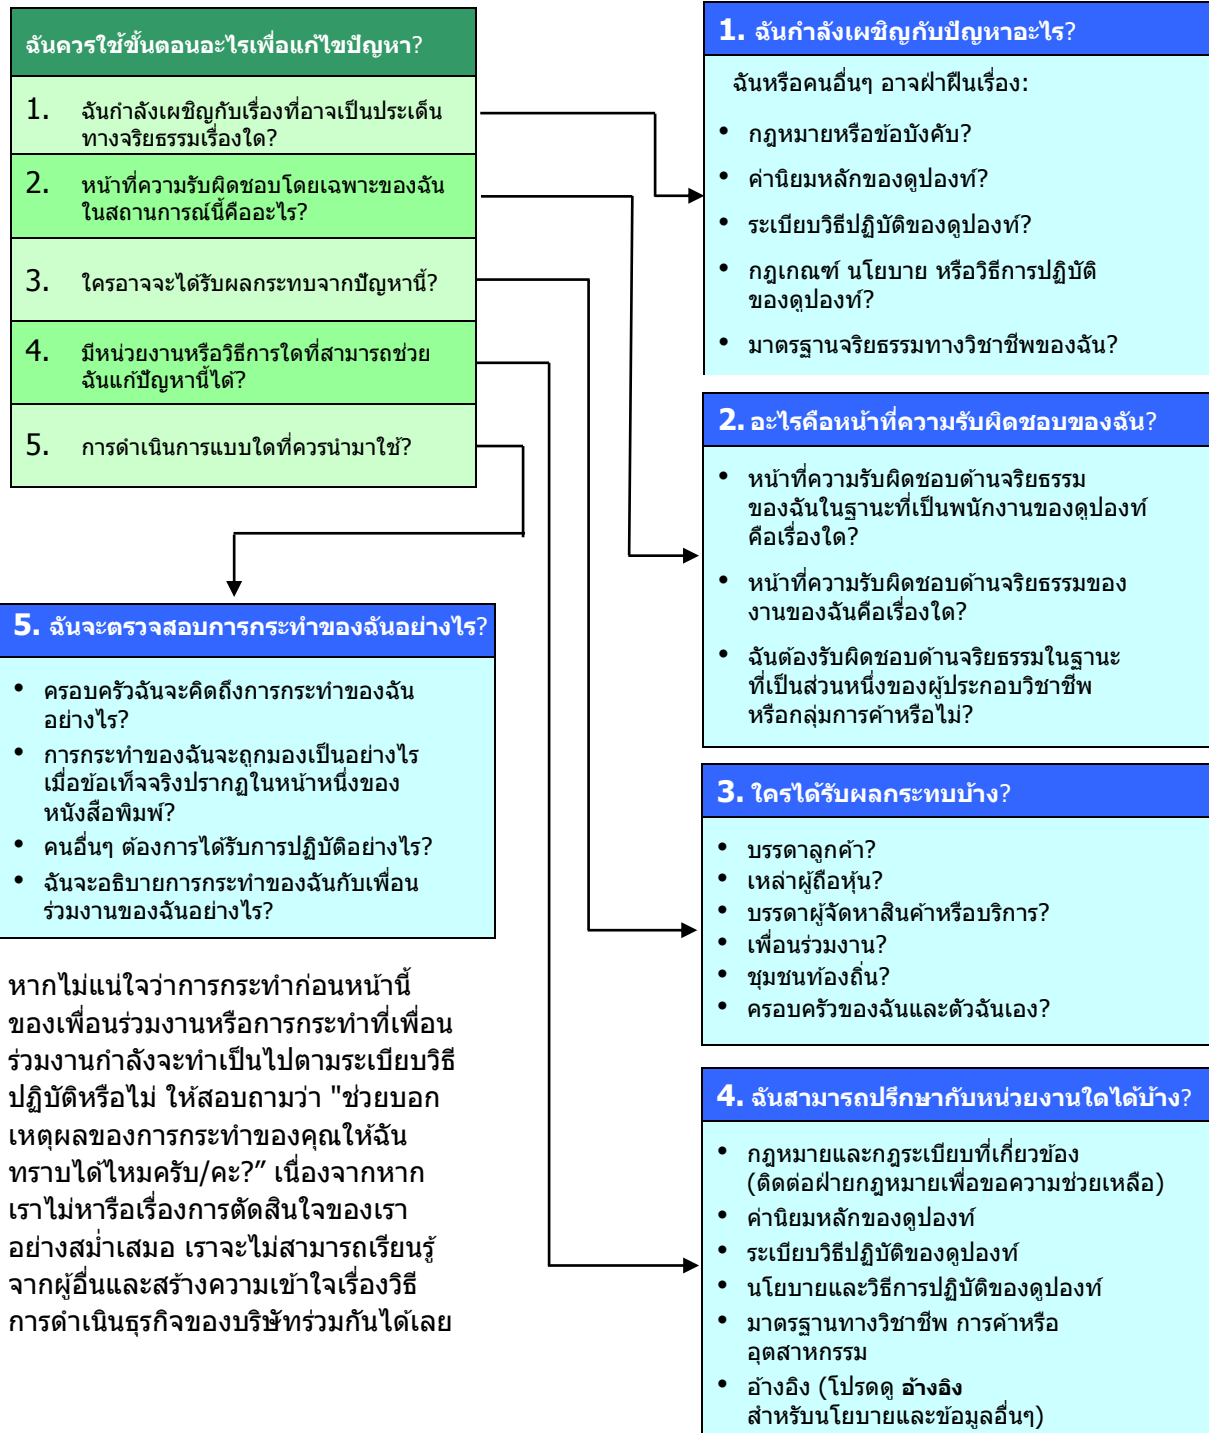 ฉันควรใช้ขั้นตอนอะไรเพื่อแก้ไขปัญหา?
1. ฉันกำลังเผชิญกับเรื่องที่อาจเป็นประเด็น
ทางจริยธรรมเรื่องใด?
2. หน้าที่ความรับผิดชอบโดยเฉพาะของฉัน
ในสถานการณ์นี้คืออะไร?
3. ใครอาจจะได้รับผลกระทบจากปัญหานี้?
4. มีหน่วยงานหรือวิธีการใดที่สามารถช่วย
ฉันแก้ปัญหานี้ได้?
5. การดำเนินการแบบใดที่ควรนำมาใช้?
1. ฉันกำลังเผชิญกับปัญหาอะไร?
ฉันหรือคนอื่นๆ อาจฝ่าฝืนเรื่อง:
• กฎหมายหรือข้อบังคับ?
• ค่านิยมหลักของดูปองท์?
• ระเบียบวิธีปฏิบัติของดูปองท์?
• กฎเกณฑ์ นโยบาย หรือวิธีการปฏิบัติ
ของดูปองท์?
• มาตรฐานจริยธรรมทางวิชาชีพของฉัน?
2. อะไรคือหน้าที่ความรับผิดชอบของฉัน?
• หน้าที่ความรับผิดชอบด้านจริยธรรม
ของฉันในฐานะที่เป็นพนักงานของดูปองท์
คือเรื่องใด?
• หน้าที่ความรับผิดชอบด้านจริยธรรมของ
งานของฉันคือเรื่องใด?
• ฉันต้องรับผิดชอบด้านจริยธรรมในฐานะ
ที่เป็นส่วนหนึ่งของผู้ประกอบวิชาชีพ
หรือกลุ่มการค้าหรือไม่?
3. ใครได้รับผลกระทบบ้าง?
• บรรดาลูกค้า?
• เหล่าผู้ถือหุ้น?
• บรรดาผู้จัดหาสินค้าหรือบริการ?
• เพื่อนร่วมงาน?
• ชุมชนท้องถิ่น?
• ครอบครัวของฉันและตัวฉันเอง?
4. ฉันสามารถปรึกษากับหน่วยงานใดได้บ้าง?
• กฎหมายและกฎระเบียบที่เกี่ยวข้อง
(ติดต่อฝ่ายกฎหมายเพื่อขอความช่วยเหลือ)
• ค่านิยมหลักของดูปองท์
• ระเบียบวิธีปฏิบัติของดูปองท์
• นโยบายและวิธีการปฏิบัติของดูปองท์
• มาตรฐานทางวิชาชีพ การค้าหรือ
อุตสาหกรรม
• อ้างอิง (โปรดดู อ้างอิง
สำหรับนโยบายและข้อมูลอื่นๆ)
5. ฉันจะตรวจสอบการกระทำของฉันอย่างไร?
• ครอบครัวฉันจะคิดถึงการกระทำของฉัน
อย่างไร?
• การกระทำของฉันจะถูกมองเป็นอย่างไร
เมื่อข้อเท็จจริงปรากฏในหน้าหนึ่งของ
หนังสือพิมพ์?
• คนอื่นๆ ต้องการได้รับการปฏิบัติอย่างไร?
• ฉันจะอธิบายการกระทำของฉันกับเพื่อน
ร่วมงานของฉันอย่างไร?
หากไม่แน่ใจว่าการกระทำก่อนหน้านี้
ของเพื่อนร่วมงานหรือการกระทำที่เพื่อน
ร่วมงานกำลังจะทำเป็นไปตามระเบียบวิธี
ปฏิบัติหรือไม่ ให้สอบถามว่า "ช่วยบอก
เหตุผลของการกระทำของคุณให้ฉัน
ทราบได้ไหมครับ/คะ?” เนื่องจากหาก
เราไม่หารือเรื่องการตัดสินใจของเรา
อย่างสม่ำเสมอ เราจะไม่สามารถเรียนรู้
จากผู้อื่นและสร้างความเข้าใจเรื่องวิธี
การดำเนินธุรกิจของบริษัทร่วมกันได้เลย